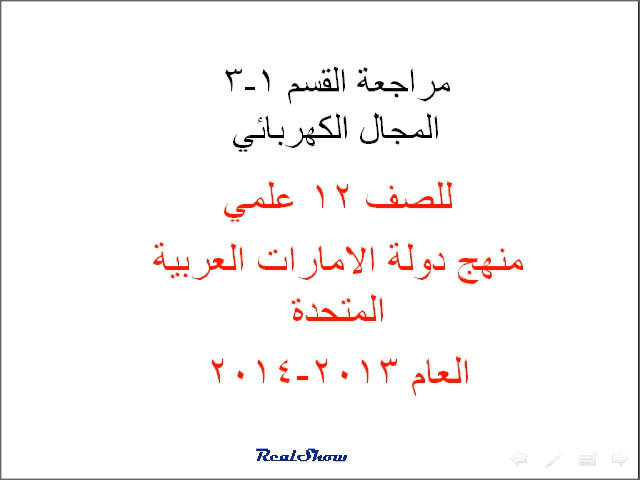 مراجعة القسم ١-٣
المجال الكهربائي
للصف ١٢ علمي
منهج دولة الامارات العربية
المتحدة
العام ٢٠١٣-٢٠١٤
RealShow